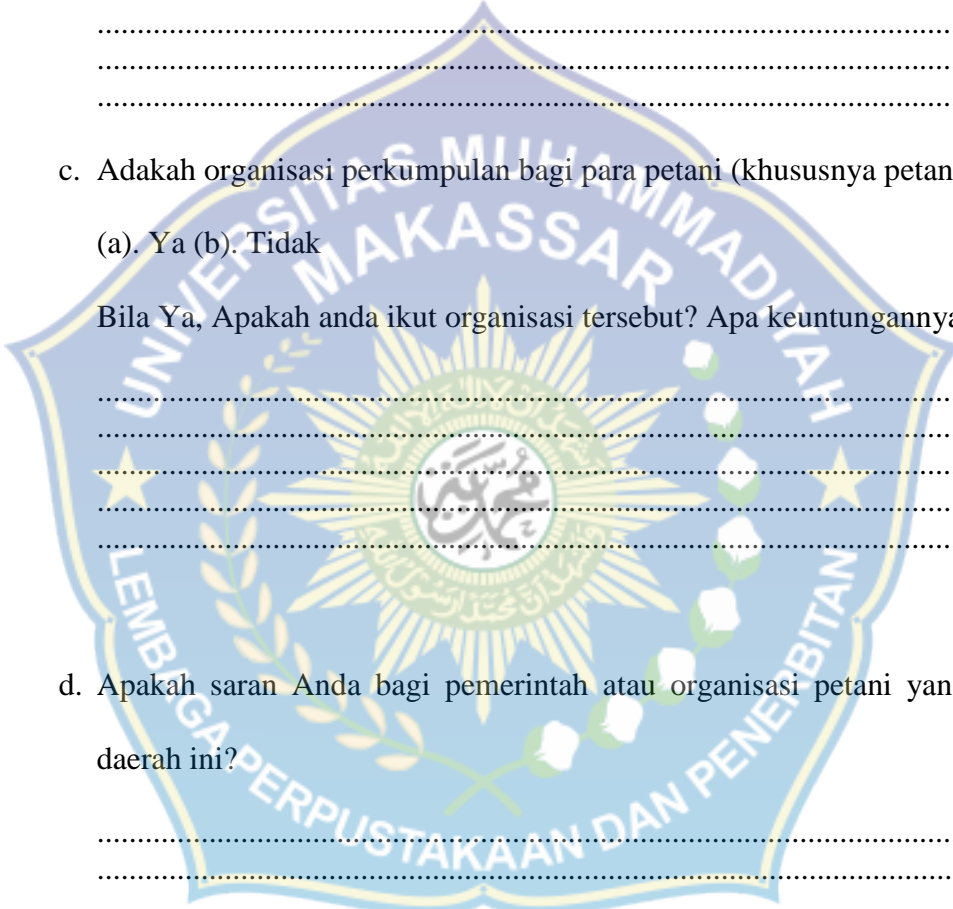 ................................................................................................
................................................................................................
................................................................................................
c. Adakah organisasi perkumpulan bagi para petani (khususnya petan
(a). Ya (b). Tidak
Bila Ya, Apakah anda ikut organisasi tersebut? Apa keuntungannya
................................................................................................
................................................................................................
................................................................................................
................................................................................................
................................................................................................
d. Apakah saran Anda bagi pemerintah atau organisasi petani yan
daerah ini?
................................................................................................
................................................................................................
UNIVERSITAS MUHAMMADIYAH
MAKASSAR
LEMBAGA PERPUSTAKAAN DAN PENERBITAN